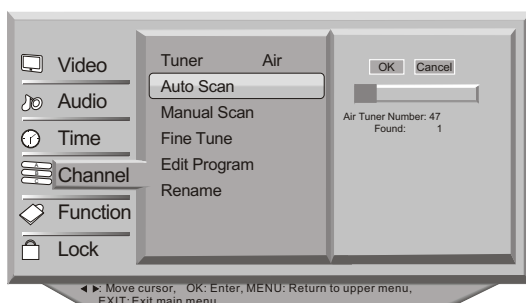 Video
Audio
Time
Channel
Function
Lock
Tuner Air
Auto Scan
Manual Scan
Fine Tune
Edit Program
Rename
OK Cancel
Air Tuner Number: 47
Found: 1
◄ ►: Move cursor, OK: Enter, MENU: Return to upper menu,
EXIT: Exit main menu